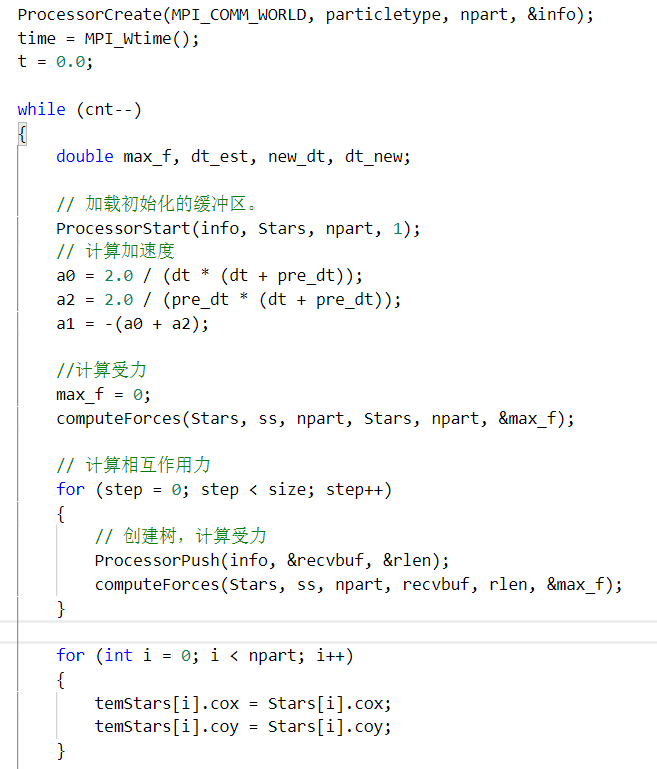 ProcessorCreate(MPI_COMM_WORLD, particletype, npart, &info);
time = MPI_Wtime();
t = 0.0;
while (cnt--)
{
double max_f, dt_est, new_dt, dt_new;
// 加载初始化的缓冲区。
ProcessorStart(info, Stars, npart, 1);
// 计算加速度
a0 = 2.0 / (dt * (dt + pre_dt));
a2 = 2.0 / (pre_dt * (dt + pre_dt));
a1 = -(a0 + a2);
//计算受力
max_f = 0;
computeForces(Stars, ss, npart, Stars, npart, &max_f);
// 计算相互作用力
for (step = 0; step < size; step++)
{
// 创建树，计算受力
ProcessorPush(info, &recvbuf, &rlen);
computeForces(Stars, ss, npart, recvbuf, rlen, &max_f);
}
for (int i = 0; i < npart; i++)
{
temStars[i].cox = Stars[i].cox;
temStars[i].coy = Stars[i].coy;
}